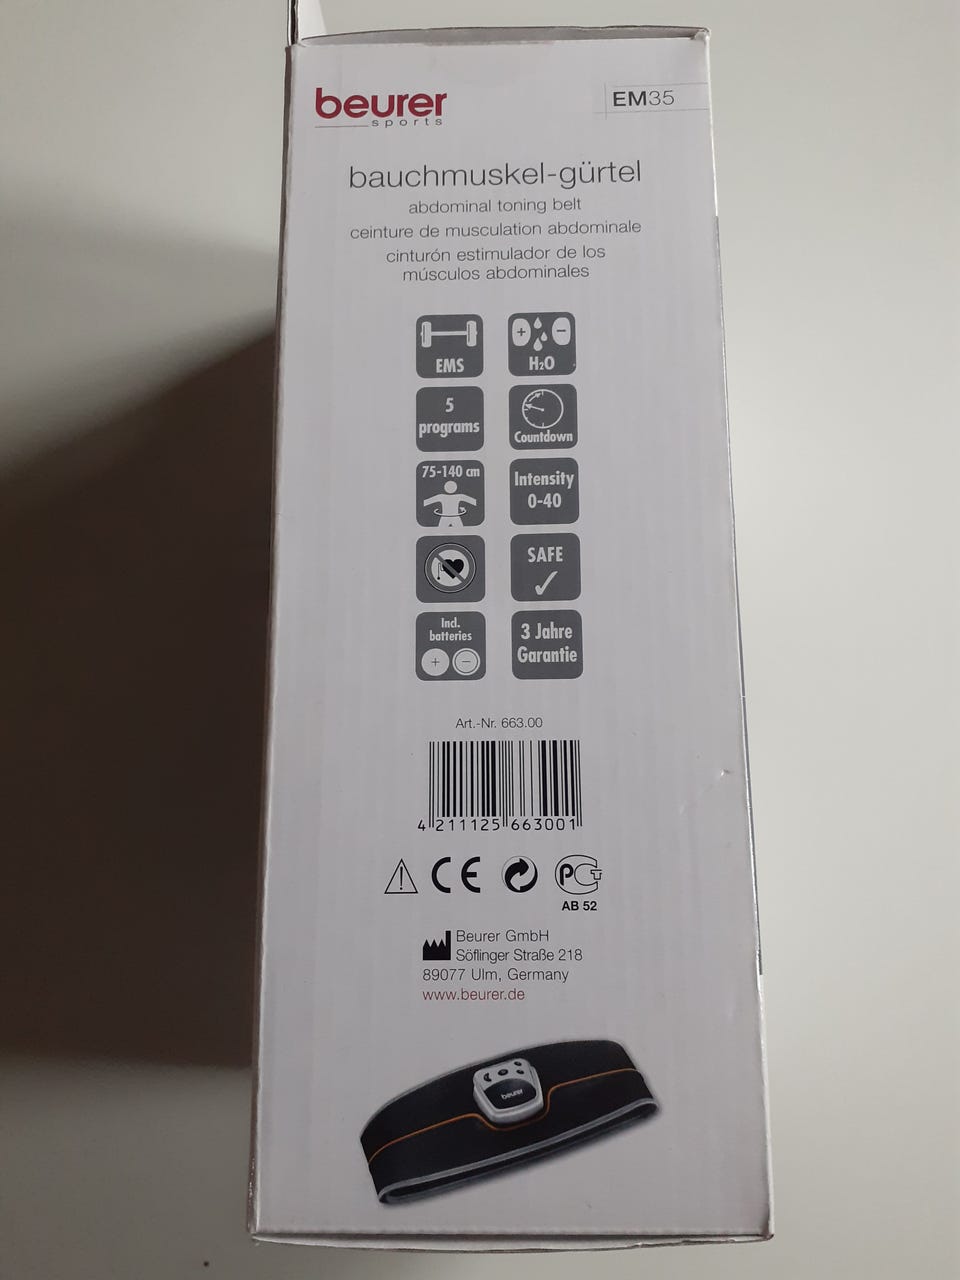 beurer
sports
EM35
bauchmuskel-gürtel
abdominal toning belt
ceinture de musculation abdominale
cinturón estimulador de los
músculos abdominales
EMS
+ −
H₂O
5
programs
Countdown
75-140 cm
Intensity
0-40
SAFE
Incl.
batteries
+ −
3 Jahre
Garantie
Art.-Nr. 663.00
4 211125 663001
CE
PCT
AB 52
Beurer GmbH
Söflinger Straße 218
89077 Ulm, Germany
www.beurer.de
beurer